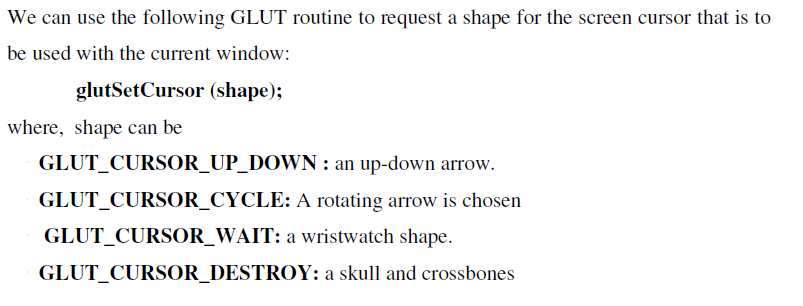 We can use the following GLUT routine to request a shape for the screen cursor that is to
be used with the current window:
glutSetCursor (shape);
where, shape can be
GLUT_CURSOR_UP_DOWN : an up-down arrow.
GLUT_CURSOR_CYCLE: A rotating arrow is chosen
GLUT_CURSOR_WAIT: a wristwatch shape.
GLUT_CURSOR_DESTROY: a skull and crossbones